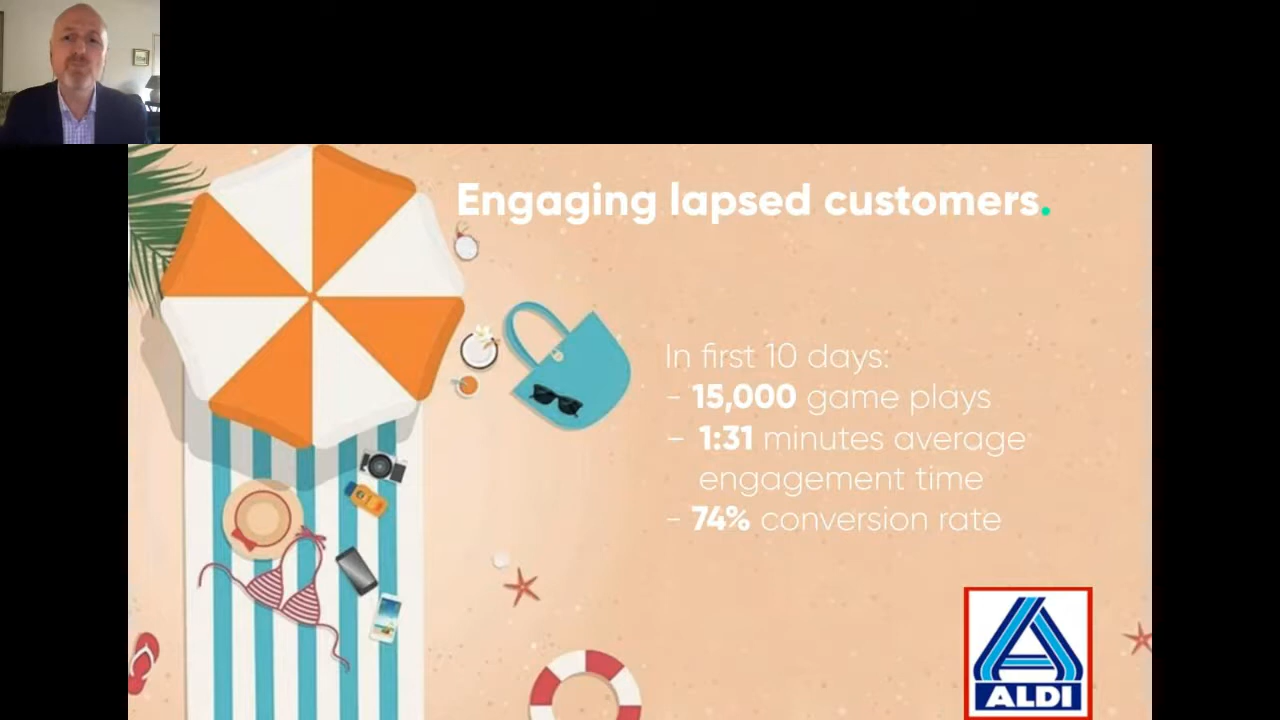 Engaging lapsed customers.
In first 10 days:
- 15,000 game plays
- 1:31 minutes average
engagement time
- 74% conversion rate
ALDI